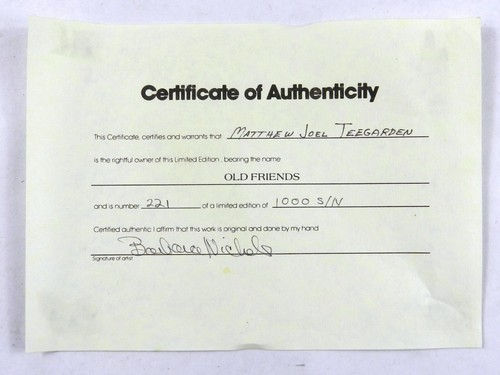 Certificate of Authenticity
This Certificate, certifies and warrants that MATTHEW JOEL TEEGARDEN
is the rightful owner of this Limited Edition, bearing the name
OLD FRIENDS
and is number 221 of a limited edition of 1000 S/N
Certified authentic I affirm that this work is original and done by my hand
Barbara Nichols
Signature of artist